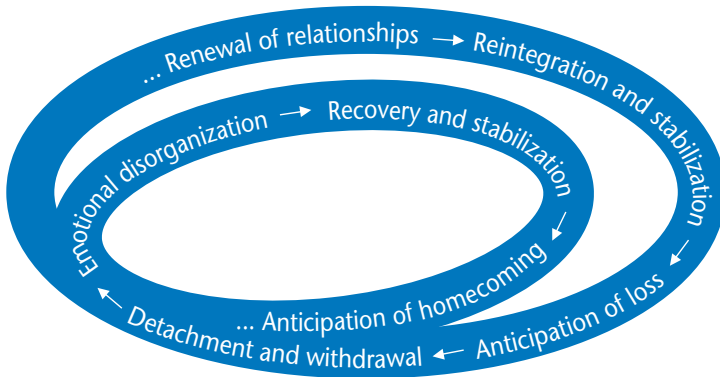 ... Renewal of relationships → Reintegration and stabilization →
Anticipation of loss →
Detachment and withdrawal →
Emotional disorganization → Recovery and stabilization →
... Anticipation of homecoming